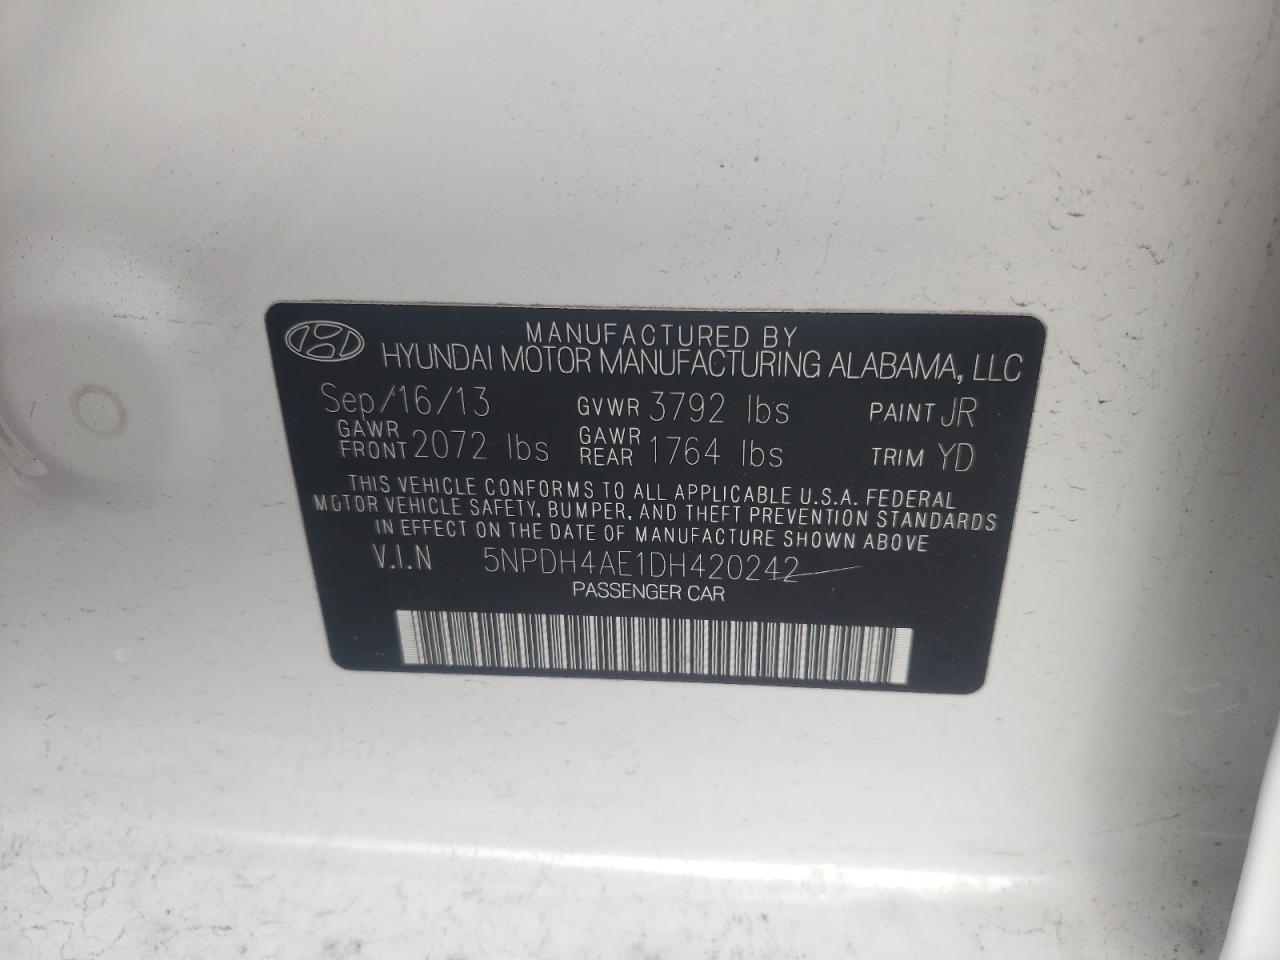 MANUFACTURED BY
HYUNDAI MOTOR MANUFACTURING ALABAMA, LLC
Sep/16/13 GVWR 3792 lbs PAINT JR
GAWR FRONT 2072 lbs GAWR REAR 1764 lbs TRIM YD
THIS VEHICLE CONFORMS TO ALL APPLICABLE U.S.A. FEDERAL
MOTOR VEHICLE SAFETY, BUMPER, AND THEFT PREVENTION STANDARDS
IN EFFECT ON THE DATE OF MANUFACTURE SHOWN ABOVE
V.I.N 5NPDH4AE1DH420242
PASSENGER CAR